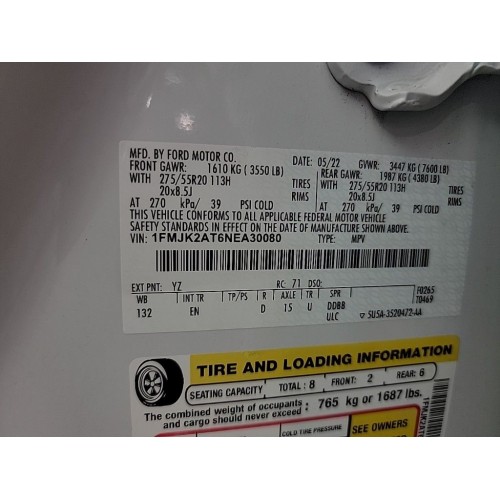 MFD. BY FORD MOTOR CO. DATE: 05/22 GVWR: 3447 KG (7600 LB)
FRONT GAWR: 1610 KG (3550 LB) REAR GAWR: 1987 KG (4380 LB)
WITH 275/55R20 113H TIRES WITH 275/55R20 113H TIRES
20x8.5J RIMS 20x8.5J RIMS
AT 270 kPa/ 39 PSI COLD AT 270 kPa/ 39 PSI COLD
THIS VEHICLE CONFORMS TO ALL APPLICABLE FEDERAL MOTOR VEHICLE
SAFETY STANDARDS IN EFFECT ON THE DATE OF MANUFACTURE SHOWN ABOVE.
VIN: 1FMJK2AT6NEA30080 TYPE: MPV
EXT PNT: YZ RC: 71 DSO: F0265
WB INT TR TP/PS R AXLE TR SPR T0469
132 EN D 15 U DDBB
ULC 5U5A-3520472-AA
TIRE AND LOADING INFORMATION
SEATING CAPACITY TOTAL: 8 FRONT: 2 REAR: 6
The combined weight of occupants and cargo should never exceed: 765 kg or 1687 lbs.
COLD TIRE PRESSURE SEE OWNERS